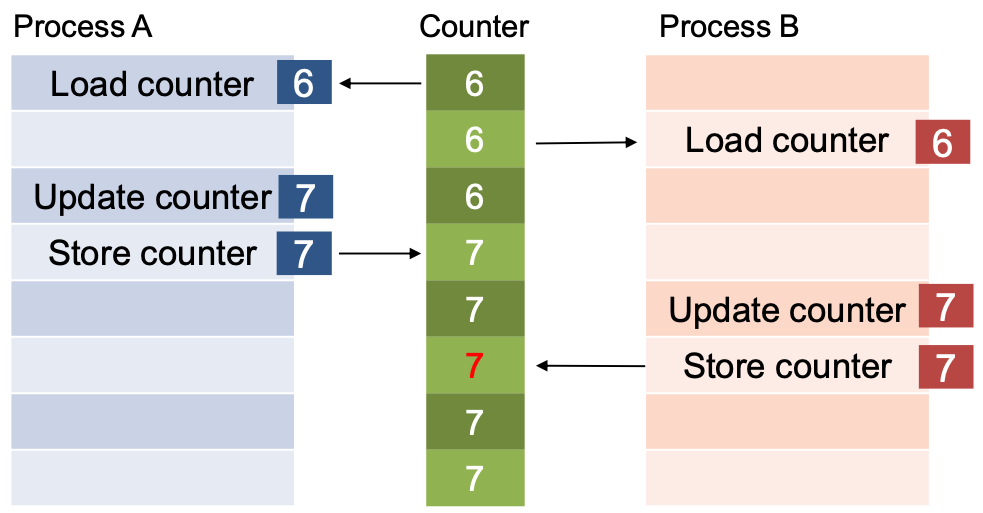 Process A Counter Process B
Load counter 6 6
6 Load counter 6
Update counter 7 6
Store counter 7 7
7 Update counter 7
7 Store counter 7
7
7